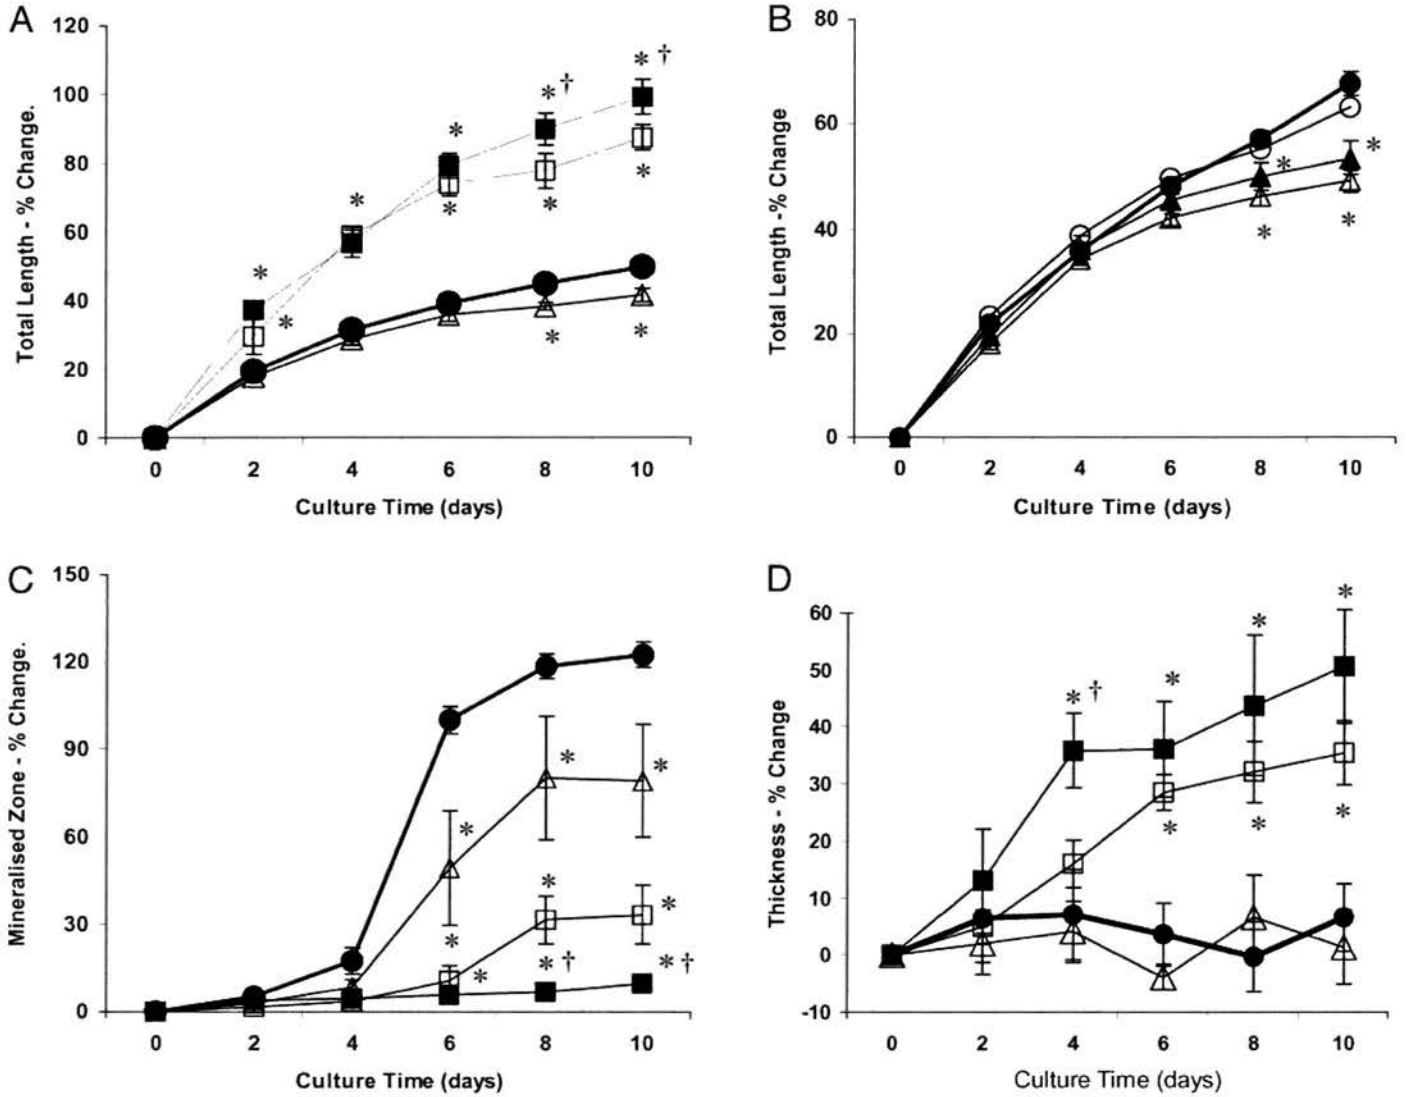 A
120
100
80
60
40
20
0
Total Length - % Change.
* * * * * † * †
* * * *
* *
0 2 4 6 8 10
Culture Time (days)
B
80
60
40
20
0
Total Length -% Change
* *
* *
0 2 4 6 8 10
Culture Time (days)
C
150
120
90
60
30
0
Mineralised Zone - % Change.
* * *
* * *
* * † * †
0 2 4 6 8 10
Culture Time (days)
D
60
50
40
30
20
10
0
-10
Thickness - % Change
* † * * *
* * *
0 2 4 6 8 10
Culture Time (days)